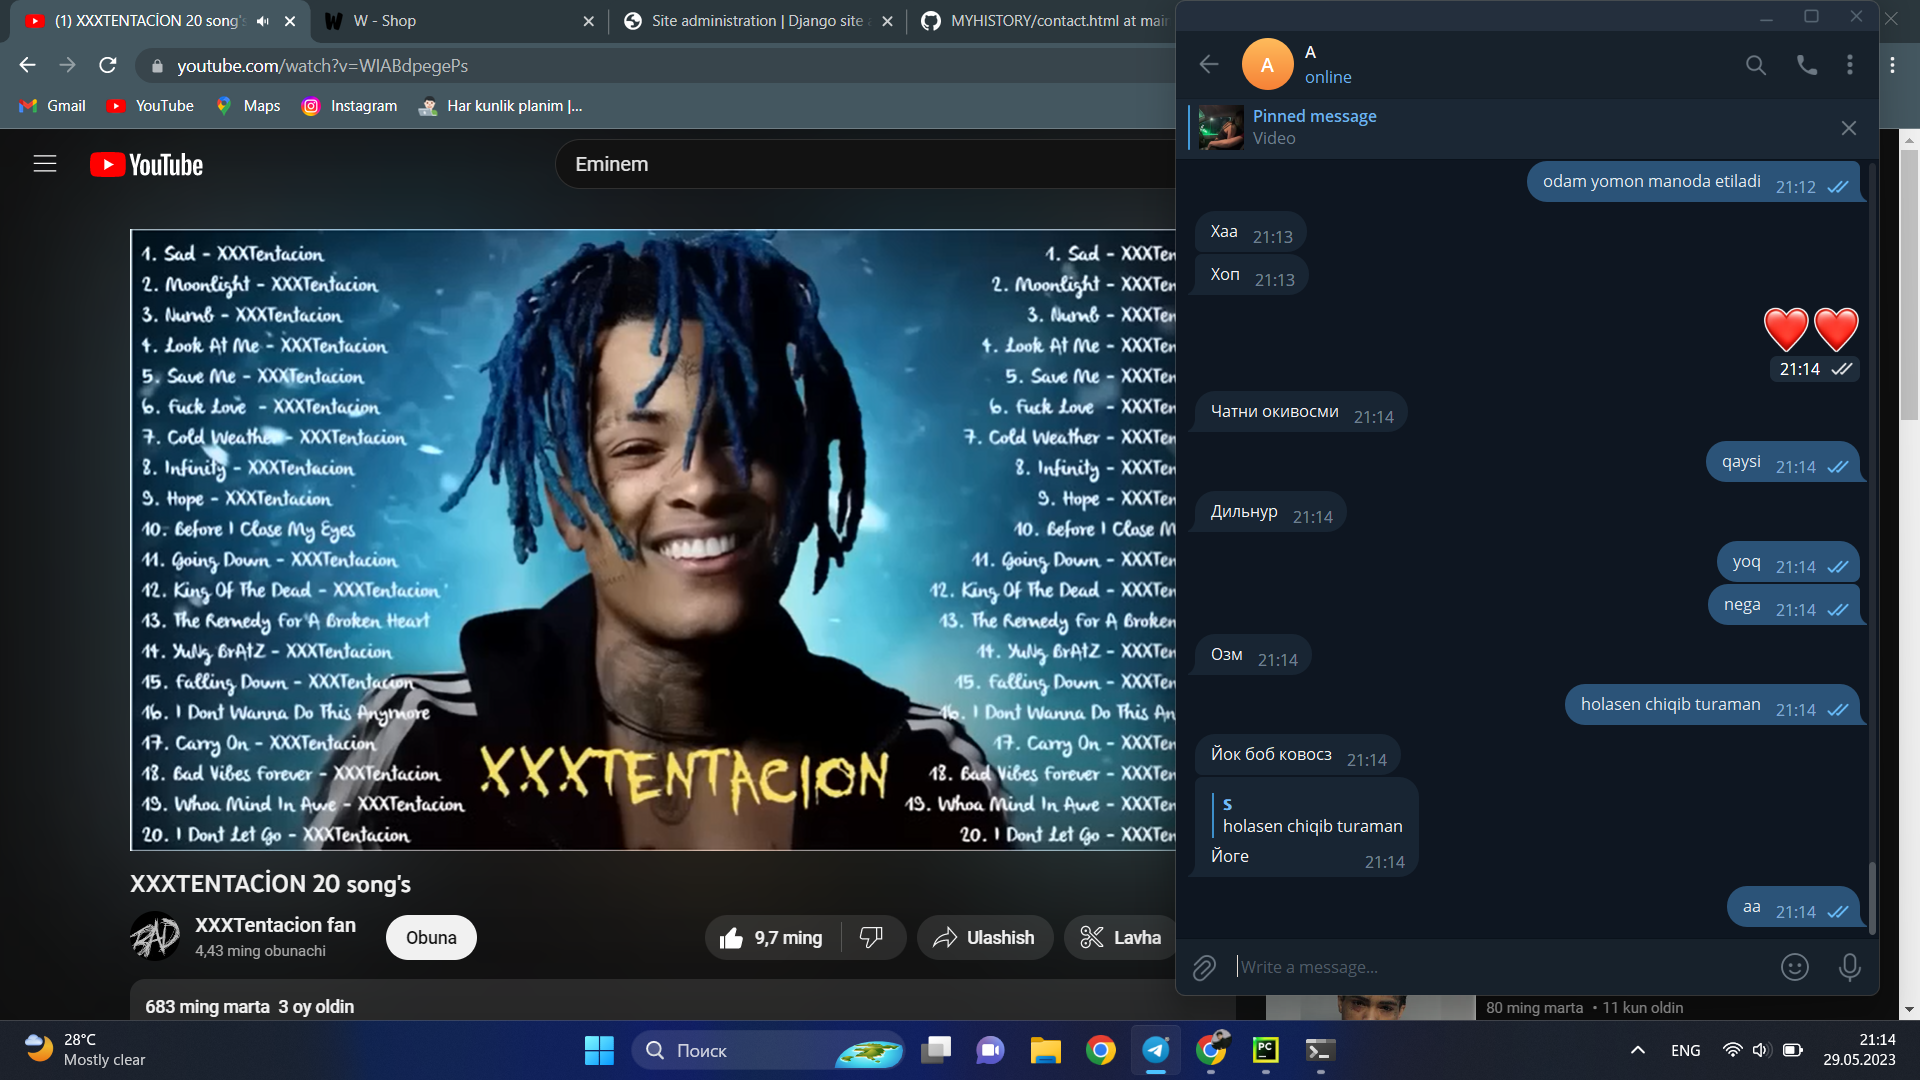 (1) XXXTENTACİON 20 song's
W - Shop
Site administration | Django site a
MYHISTORY/contact.html at main
youtube.com/watch?v=WlABdpegePs
Gmail
YouTube
Maps
Instagram
Har kunlik planim |...
YouTube
Eminem
1. Sad - XXXTentacion
2. Moonlight - XXXTentacion
3. Numb - XXXTentacion
4. Look At Me - XXXTentacion
5. Save Me - XXXTentacion
6. Fuck Love - XXXTentacion
7. Cold Weather - XXXTentacion
8. Infinity - XXXTentacion
9. Hope - XXXTentacion
10. Before I Close My Eyes
11. Going Down - XXXTentacion
12. King Of The Dead - XXXTentacion
13. The Remedy For A Broken Heart
14. YuNg BrAtZ - XXXTentacion
15. Falling Down - XXXTentacion
16. I Dont Wanna Do This Anymore
17. Carry On - XXXTentacion
18. Bad Vibes Forever - XXXTentacion
19. Whoa Mind In Awe - XXXTentacion
20. I Dont Let Go - XXXTentacion
1. Sad - XXXTen
2. Moonlight - XXXTen
3. Numb - XXXTen
4. Look At Me - XXXTen
5. Save Me - XXXTen
6. Fuck Love - XXXTen
7. Cold Weather - XXXTen
8. Infinity - XXXTen
9. Hope - XXXTen
10. Before I Close M
11. Going Down - XXXTen
12. King Of The Dead - XXXTen
13. The Remedy For A Broken
14. YuNg BrAtZ - XXXTen
15. Falling Down - XXXTen
16. I Dont Wanna Do This An
17. Carry On - XXXTen
18. Bad Vibes Forever - XXXTen
19. Whoa Mind In Awe - XXXTen
20. I Dont Let Go - XXXTen
XXXTENTACION
XXXTENTACİON 20 song's
BAD
XXXTentacion fan
4,43 ming obunachi
Obuna
9,7 ming
Ulashish
Lavha
683 ming marta 3 oy oldin
80 ming marta • 11 kun oldin
A
A
online
Pinned message
Video
odam yomon manoda etiladi 21:12
Хаа 21:13
Хоп 21:13
21:14
Чатни окивосми 21:14
qaysi 21:14
Дильнур 21:14
yoq 21:14
nega 21:14
Озм 21:14
holasen chiqib turaman 21:14
Йок боб ковосз 21:14
S
holasen chiqib turaman
Йоге 21:14
aa 21:14
Write a message...
28°C
Mostly clear
Поиск
PC
ENG
21:14
29.05.2023